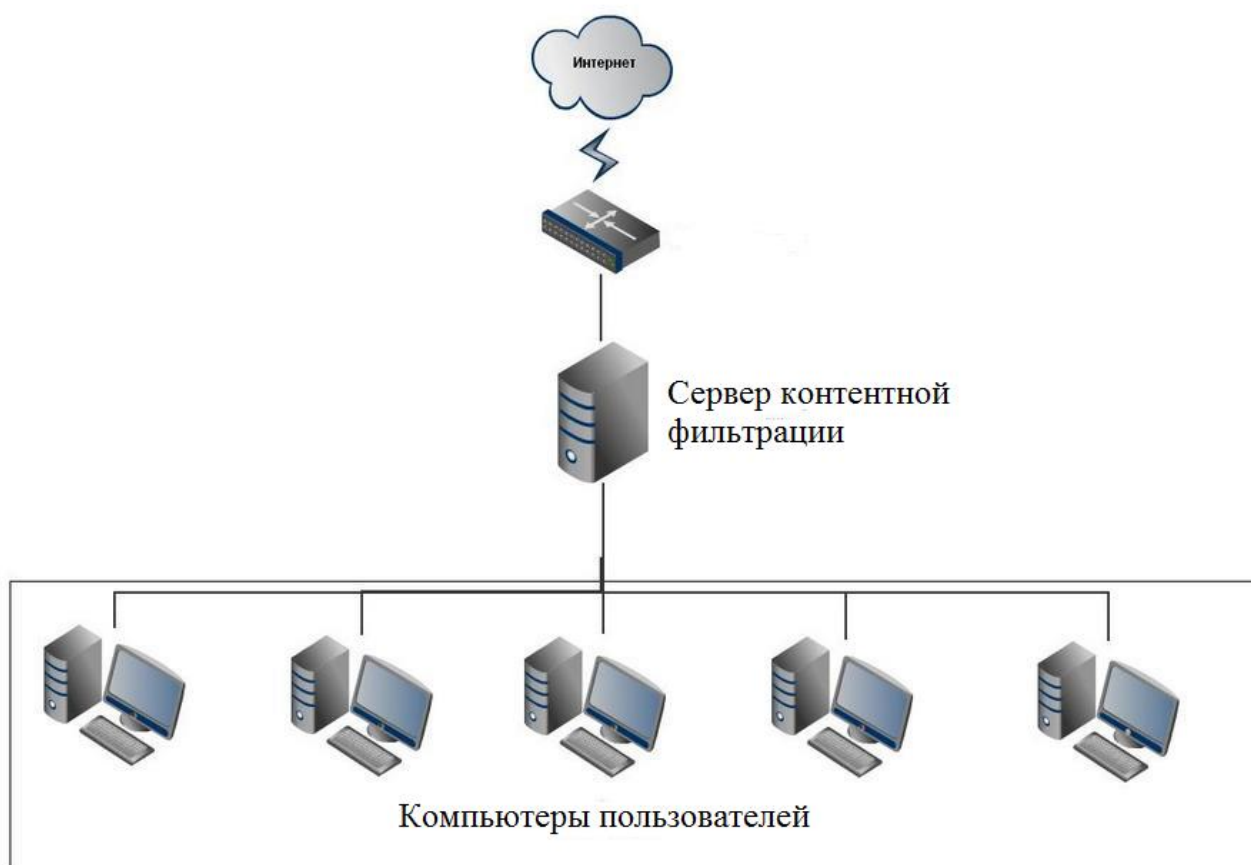 Интернет
Сервер контентной
фильтрации
Компьютеры пользователей